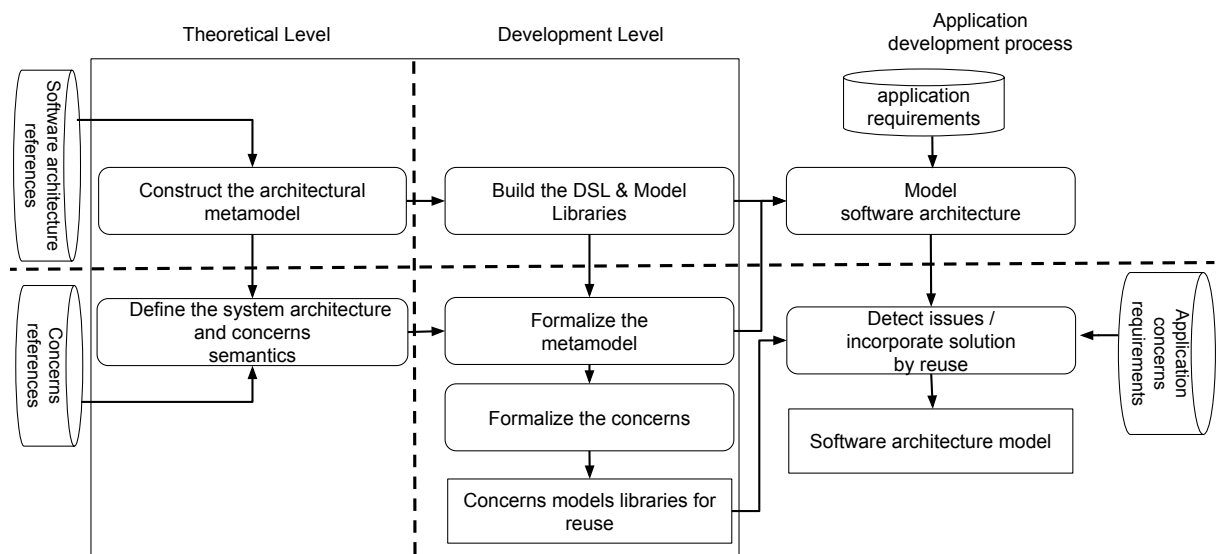 Theoretical Level
Development Level
Application
development process
Software architecture
references
application
requirements
Construct the architectural
metamodel
Build the DSL & Model
Libraries
Model
software architecture
Concerns
references
Define the system architecture
and concerns
semantics
Formalize the
metamodel
Detect issues /
incorporate solution
by reuse
Application
concerns
requirements
Formalize the concerns
Software architecture model
Concerns models libraries for
reuse